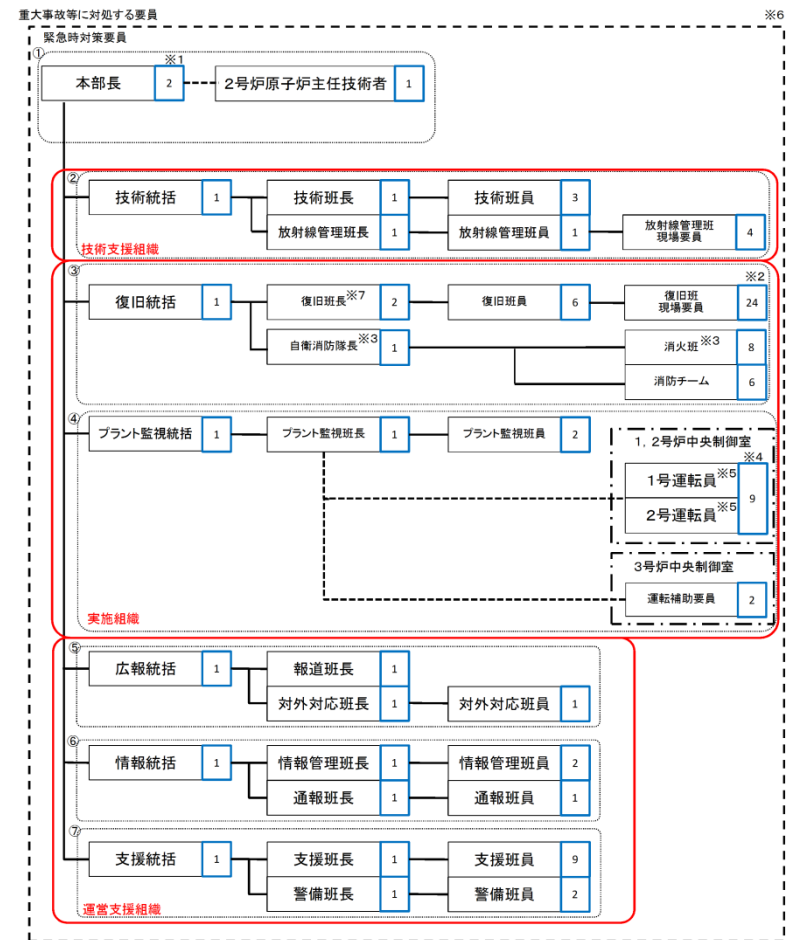 重大事故等に対処する要員 ※6
緊急時対策要員
①
※1
本部長 2 2号炉原子炉主任技術者 1
②
技術統括 1 技術班長 1 技術班員 3
放射線管理班長 1 放射線管理班員 1 放射線管理班
現場要員 4
技術支援組織
③
※2
復旧統括 1 復旧班長※7 2 復旧班員 6 復旧班
現場要員 24
自衛消防隊長※3 1 消火班※3 8
消防チーム 6
④
プラント監視統括 1 プラント監視班長 1 プラント監視班員 2
1,2号炉中央制御室
※4
1号運転員※5 9
2号運転員※5
3号炉中央制御室
運転補助要員 2
実施組織
⑤
広報統括 1 報道班長 1
対外対応班長 1 対外対応班員 1
⑥
情報統括 1 情報管理班長 1 情報管理班員 2
通報班長 1 通報班員 1
⑦
支援統括 1 支援班長 1 支援班員 9
警備班長 1 警備班員 2
運営支援組織